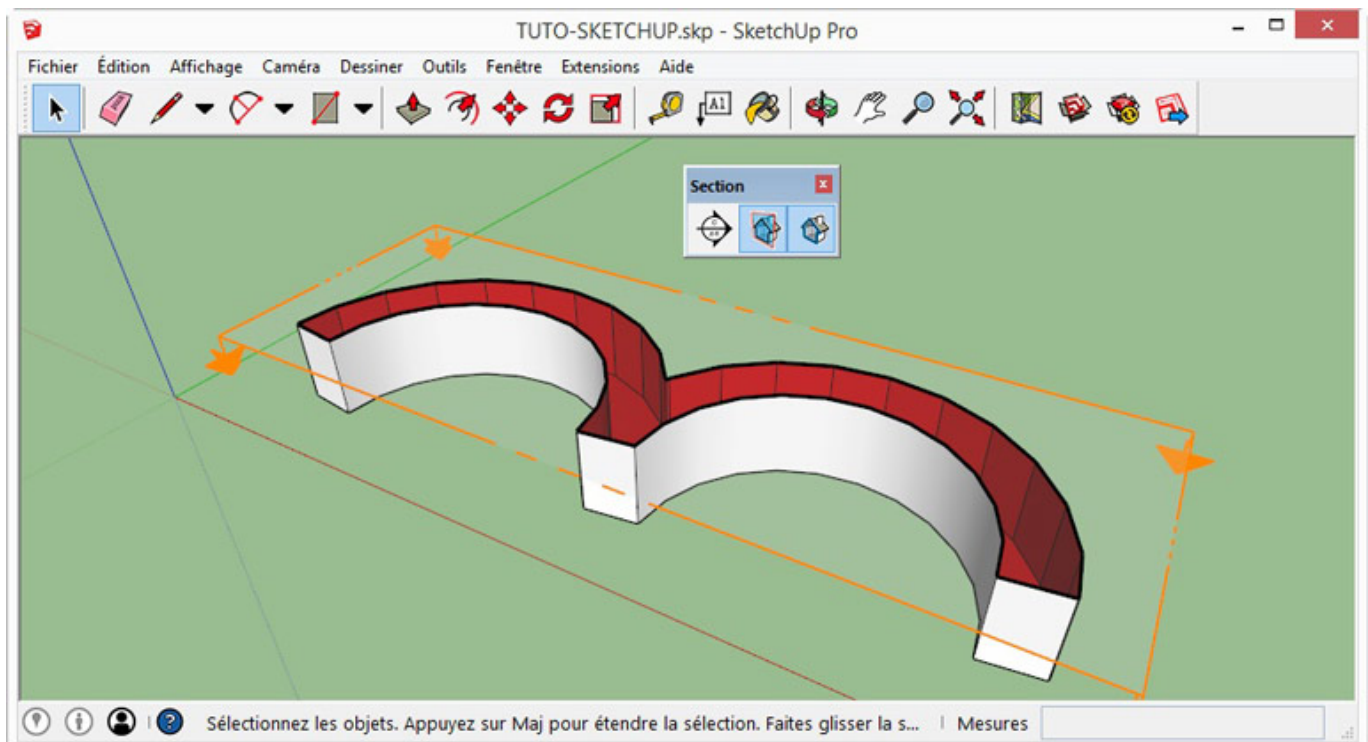 TUTO-SKETCHUP.skp - SketchUp Pro
Fichier Édition Affichage Caméra Dessiner Outils Fenêtre Extensions Aide
A1
Section
Sélectionnez les objets. Appuyez sur Maj pour étendre la sélection. Faites glisser la s... Mesures